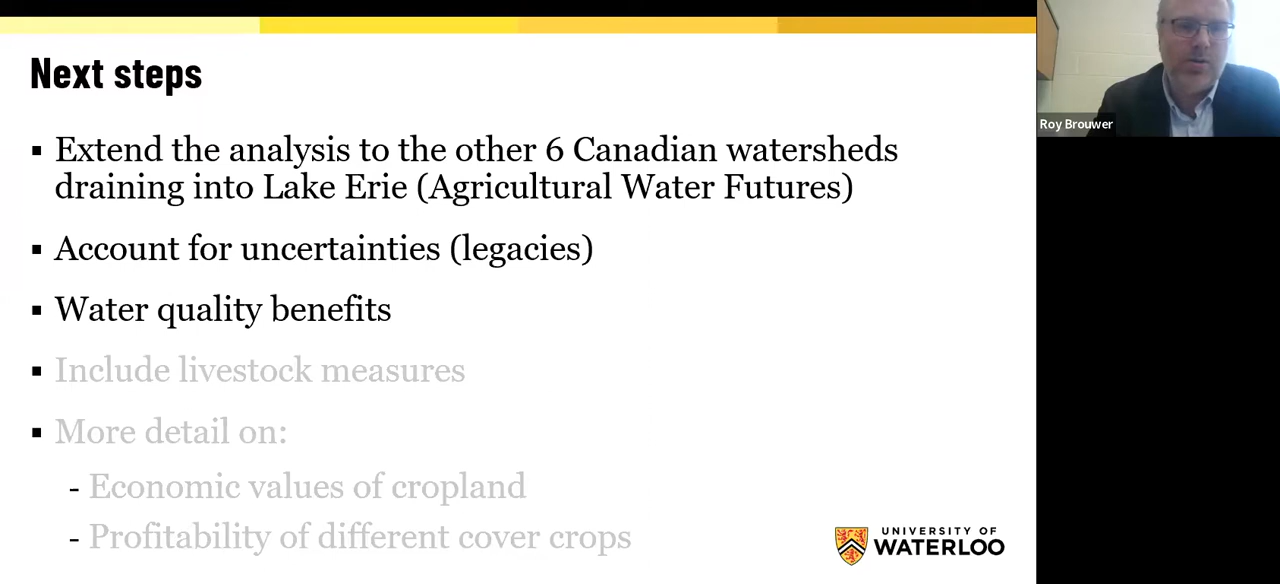 Next steps
▪ Extend the analysis to the other 6 Canadian watersheds
draining into Lake Erie (Agricultural Water Futures)
▪ Account for uncertainties (legacies)
▪ Water quality benefits
▪ Include livestock measures
▪ More detail on:
- Economic values of cropland
- Profitability of different cover crops
UNIVERSITY OF
WATERLOO
Roy Brouwer